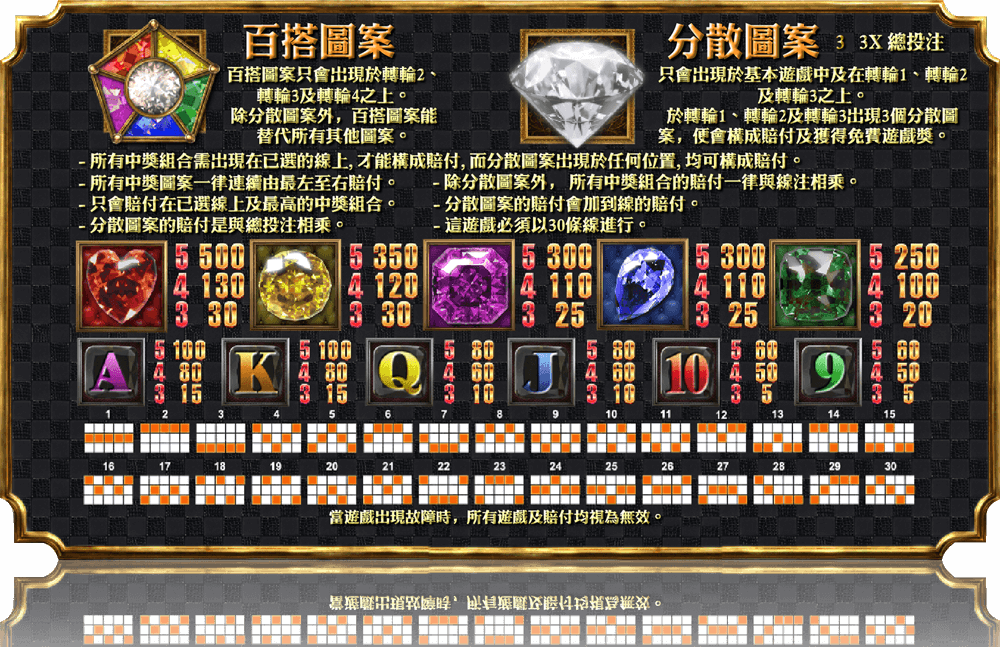 百搭圖案
百搭圖案只會出現於轉輪2、
轉輪3及轉輪4之上。
除分散圖案外，百搭圖案能
替代所有其他圖案。
分散圖案 3 3X 總投注
只會出現於基本遊戲中及在轉輪1、轉輪2
及轉輪3之上。
於轉輪1、轉輪2及轉輪3出現3個分散圖
案，便會構成賠付及獲得免費遊戲獎。
- 所有中獎組合需出現在已選的線上, 才能構成賠付, 而分散圖案出現於任何位置, 均可構成賠付。
- 所有中獎圖案一律連續由最左至右賠付。 - 除分散圖案外， 所有中獎組合的賠付一律與線注相乘。
- 只會賠付在已選線上及最高的中獎組合。 - 分散圖案的賠付會加到線的賠付。
- 分散圖案的賠付是與總投注相乘。 - 這遊戲必須以30條線進行。
5 500 5 350 5 300 5 300 5 250
4 130 4 120 4 110 4 110 4 100
3 30 3 30 3 25 3 25 3 20
A K Q J 10 9
5 100 5 100 5 80 5 80 5 60 5 60
4 80 4 80 4 60 4 60 4 50 4 50
3 15 3 15 3 10 3 10 3 5 3 5
1 2 3 4 5 6 7 8 9 10 11 12 13 14 15
16 17 18 19 20 21 22 23 24 25 26 27 28 29 30
當遊戲出現故障時，所有遊戲及賠付均視為無效。